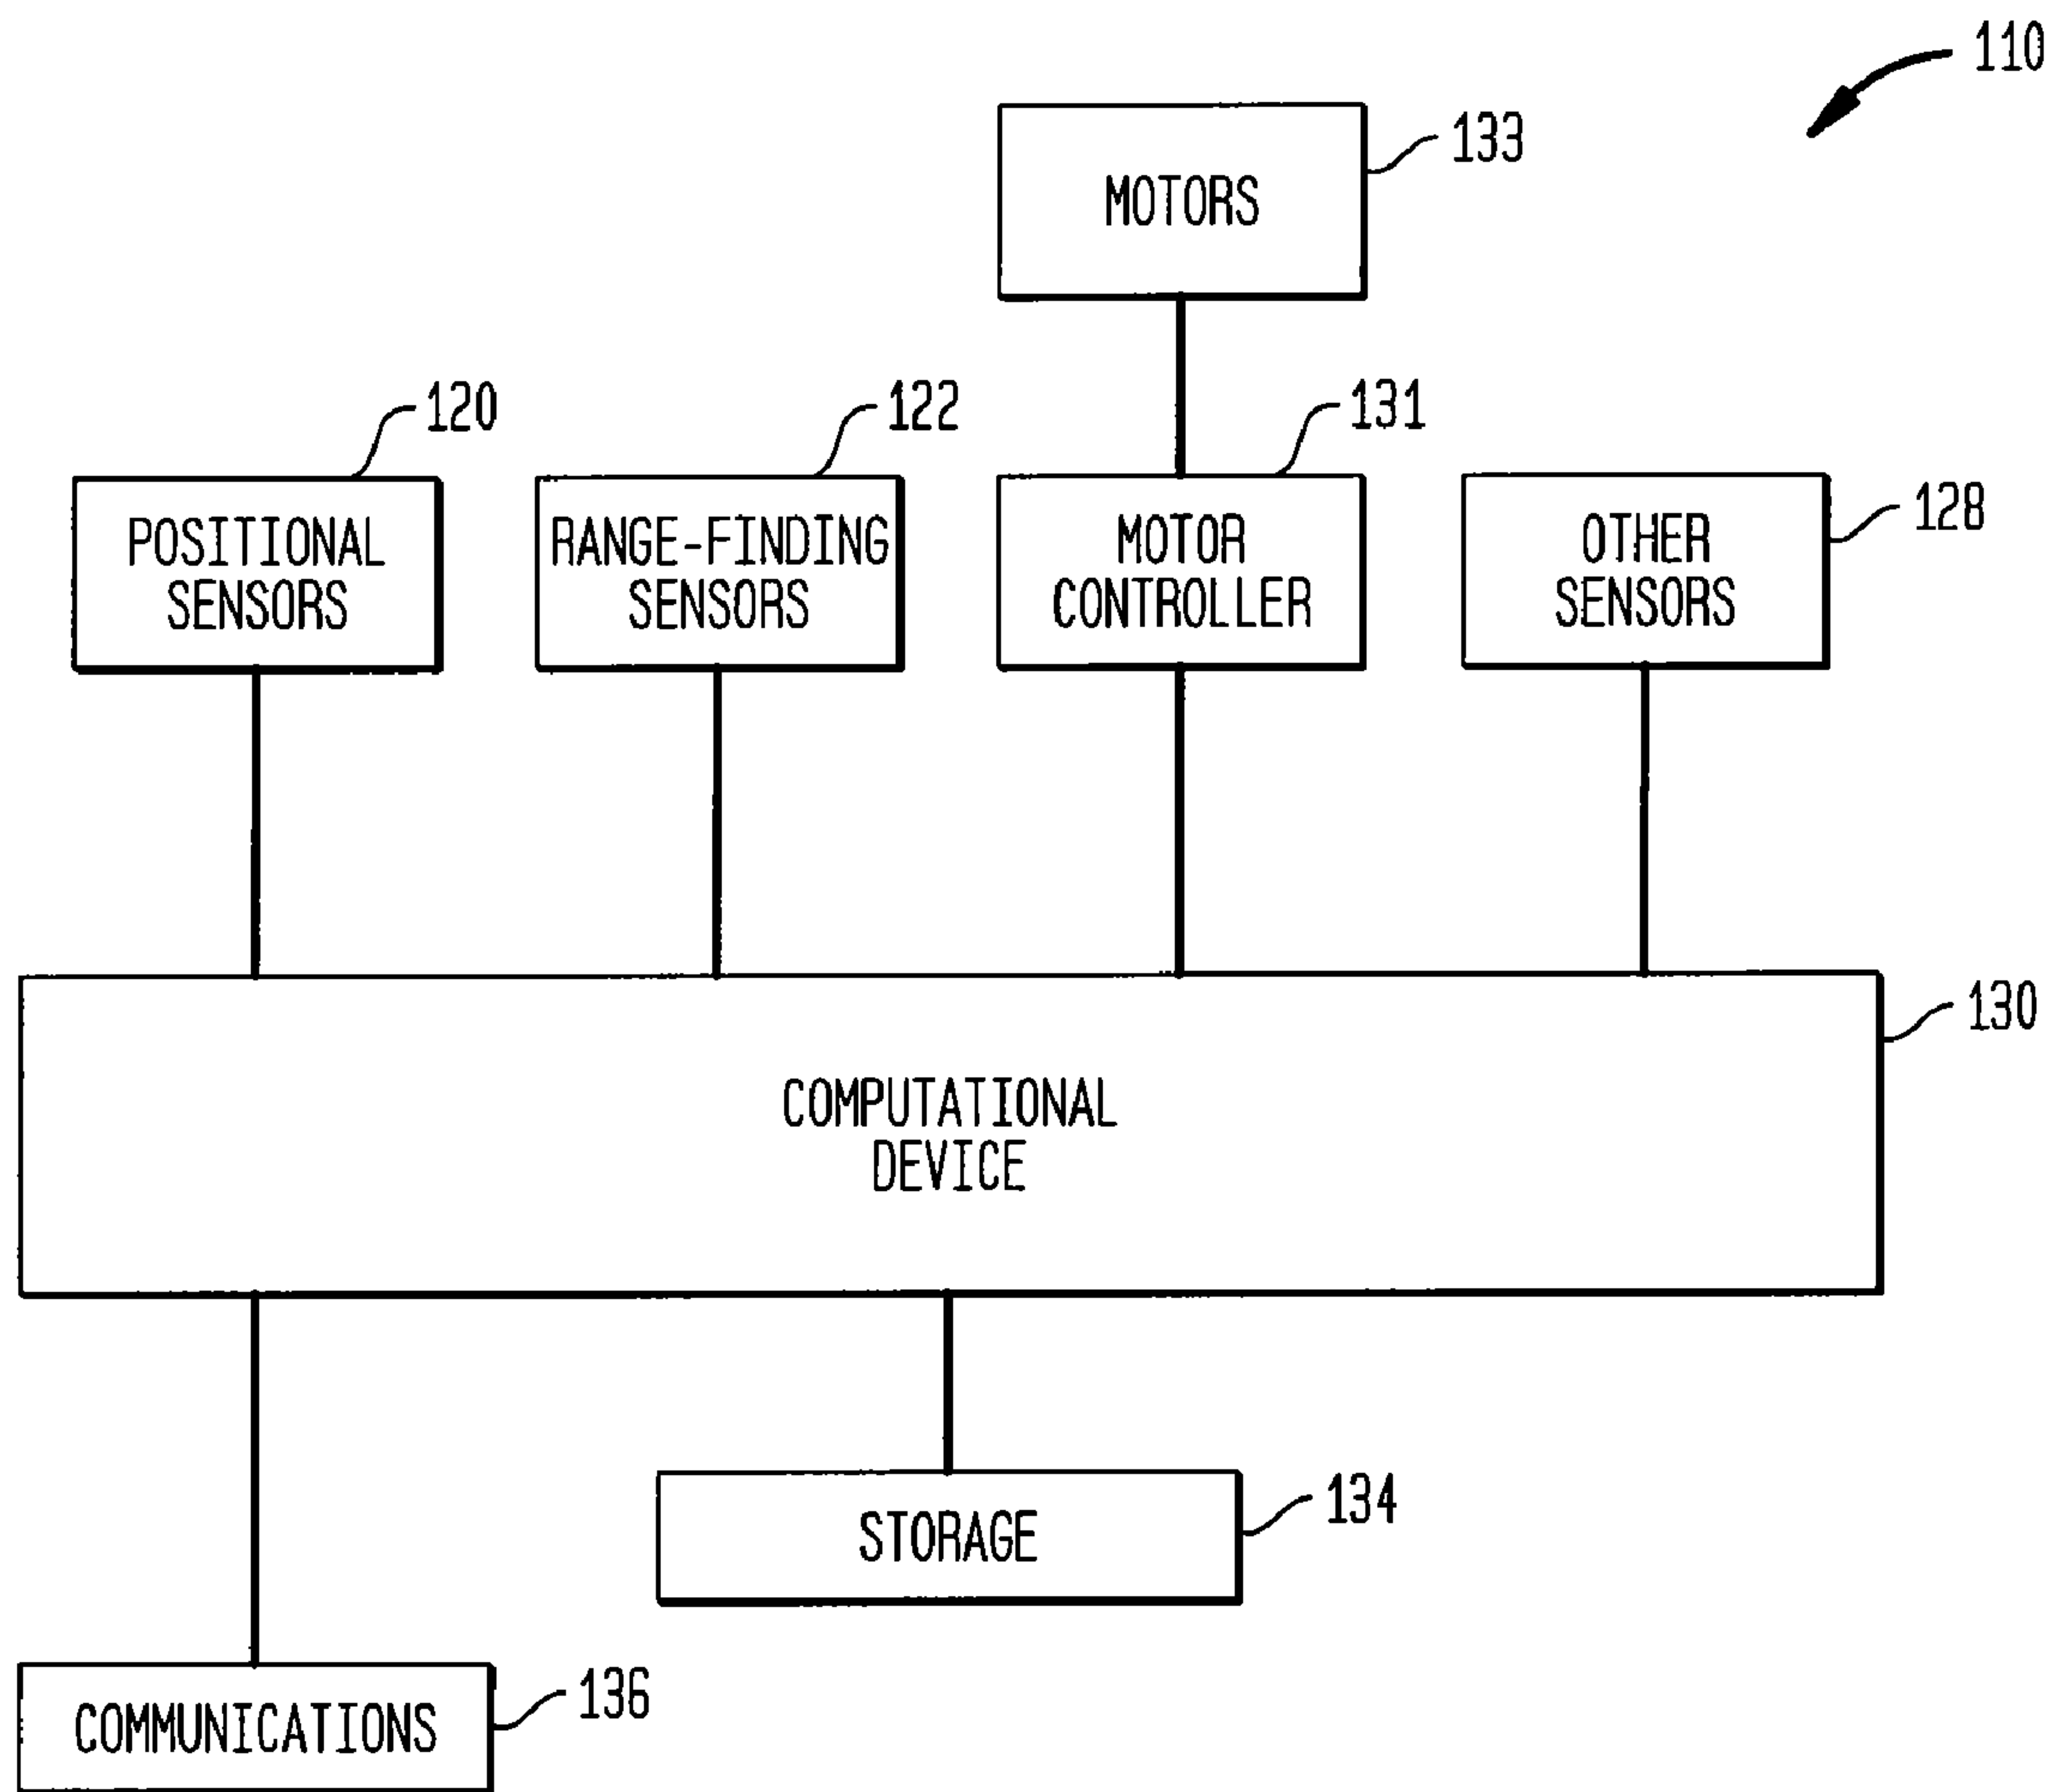 110
133
MOTORS
120
122
131
128
POSITIONAL
SENSORS
RANGE-FINDING
SENSORS
MOTOR
CONTROLLER
OTHER
SENSORS
130
COMPUTATIONAL
DEVICE
134
STORAGE
136
COMMUNICATIONS